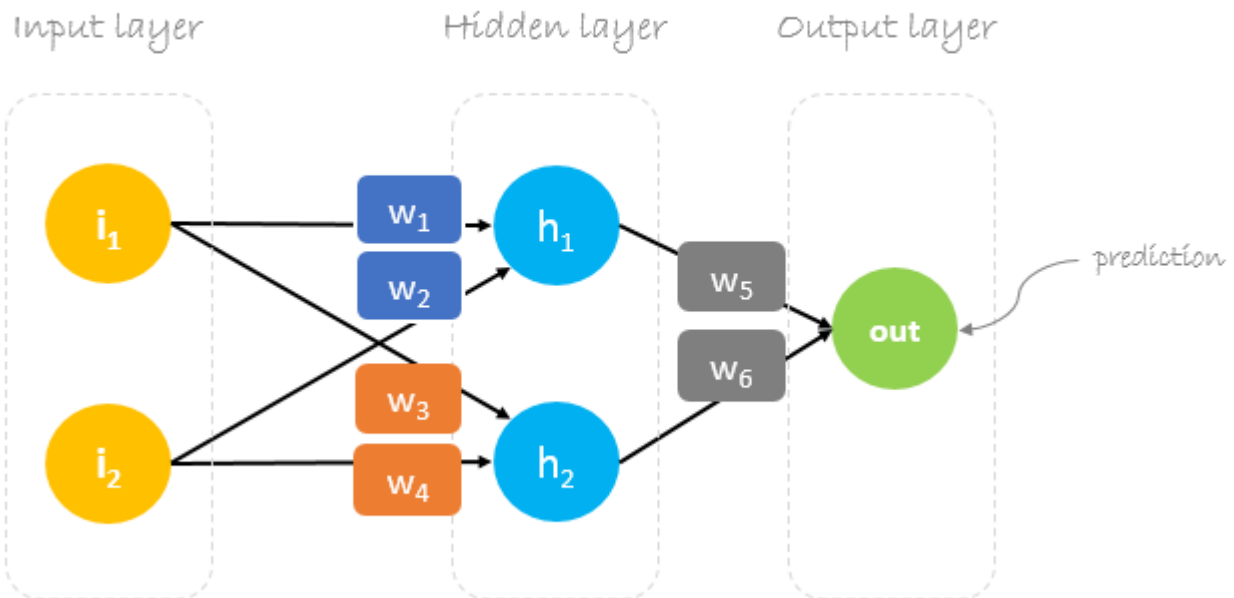 Input layer
Hidden layer
Output layer
i1
w1
h1
w2
w5
prediction
out
w3
w6
i2
w4
h2